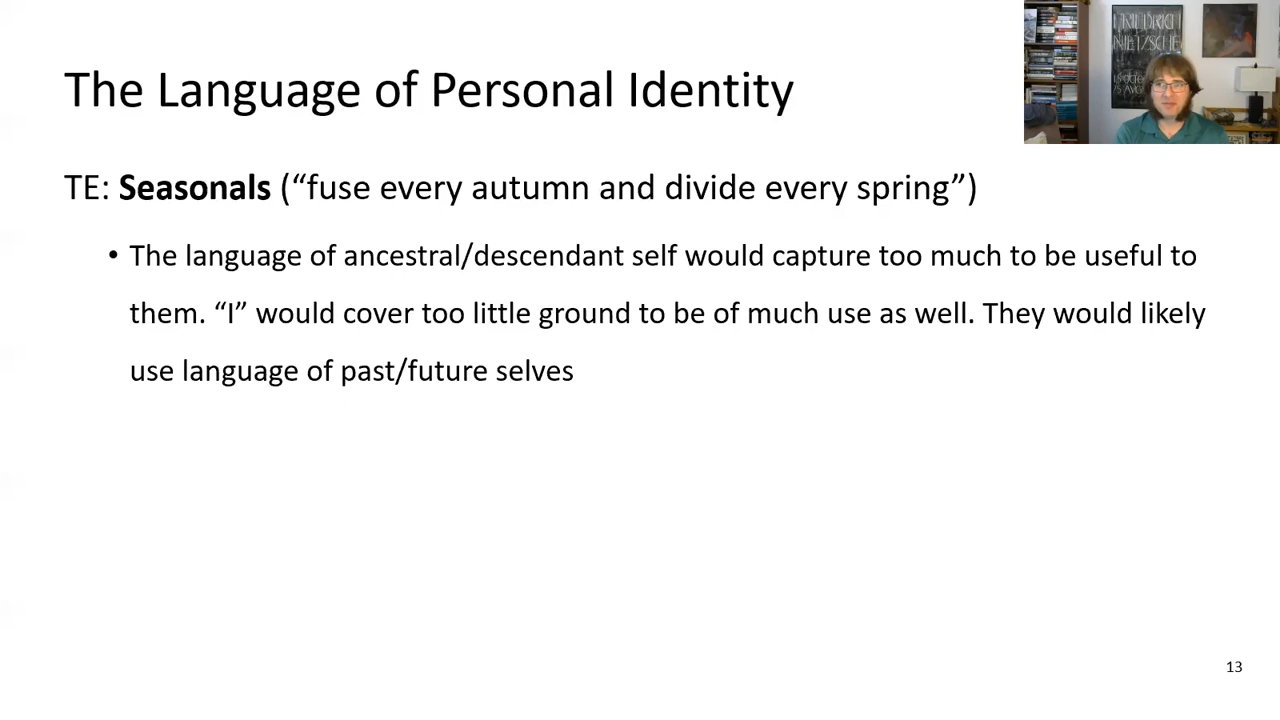 The Language of Personal Identity
TE: Seasonals (“fuse every autumn and divide every spring”)
• The language of ancestral/descendant self would capture too much to be useful to
them. “I” would cover too little ground to be of much use as well. They would likely
use language of past/future selves
FRIEDRICH
NIETZSCHE
13